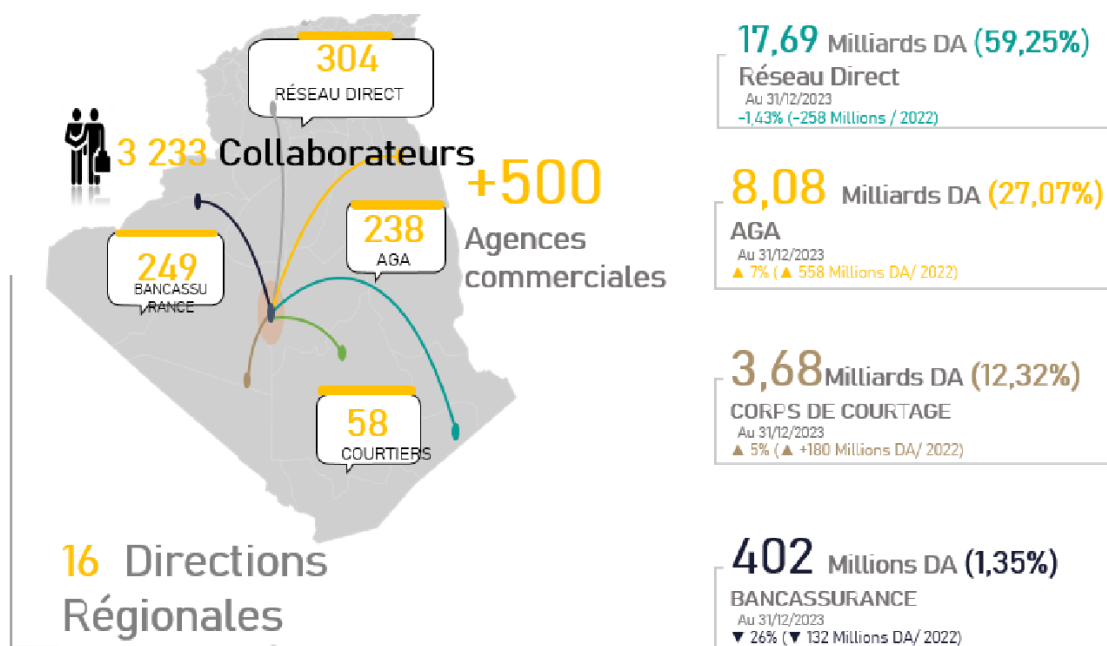 304
RÉSEAU DIRECT
3 233 Collaborateurs
+500
Agences
commerciales
238
AGA
249
BANCASSU
RANCE
58
COURTIERS
16 Directions
Régionales
17,69 Milliards DA (59,25%)
Réseau Direct
Au 31/12/2023
-1,43% (-258 Millions / 2022)
8,08 Milliards DA (27,07%)
AGA
Au 31/12/2023
▲ 7% (▲ 558 Millions DA/ 2022)
3,68Milliards DA (12,32%)
CORPS DE COURTAGE
Au 31/12/2023
▲ 5% (▲ +180 Millions DA/ 2022)
402 Millions DA (1,35%)
BANCASSURANCE
Au 31/12/2023
▼ 26% (▼ 132 Millions DA/ 2022)